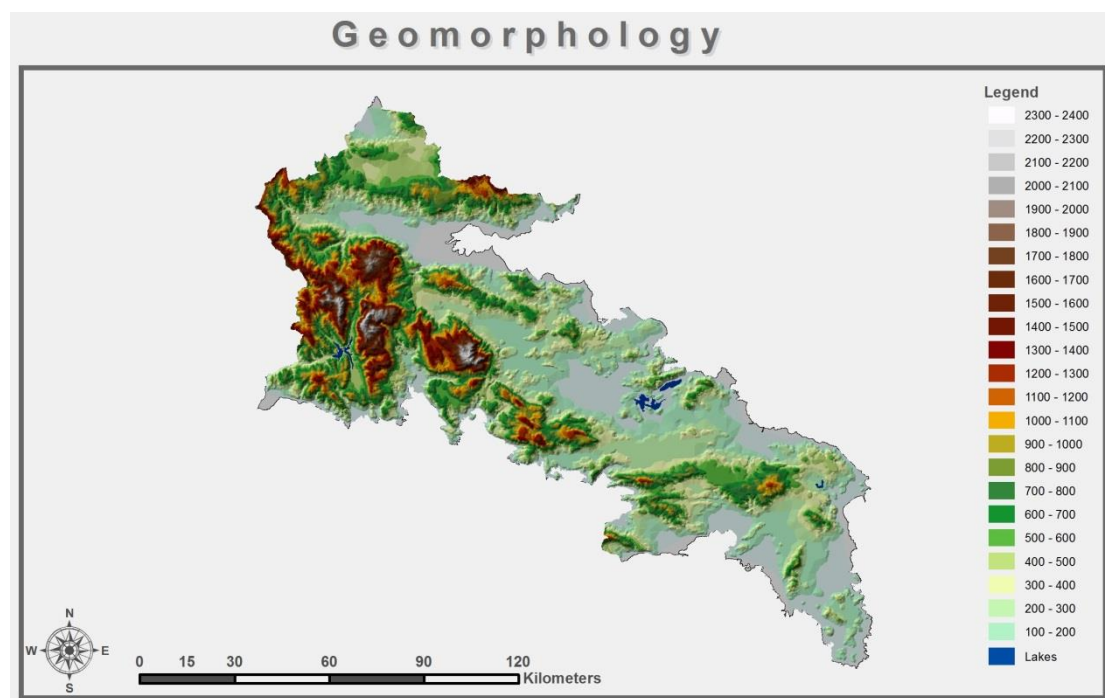 Geomorphology
Legend
2300 - 2400
2200 - 2300
2100 - 2200
2000 - 2100
1900 - 2000
1800 - 1900
1700 - 1800
1600 - 1700
1500 - 1600
1400 - 1500
1300 - 1400
1200 - 1300
1100 - 1200
1000 - 1100
900 - 1000
800 - 900
700 - 800
600 - 700
500 - 600
400 - 500
300 - 400
200 - 300
100 - 200
Lakes
N
W E
S
0 15 30 60 90 120
Kilometers